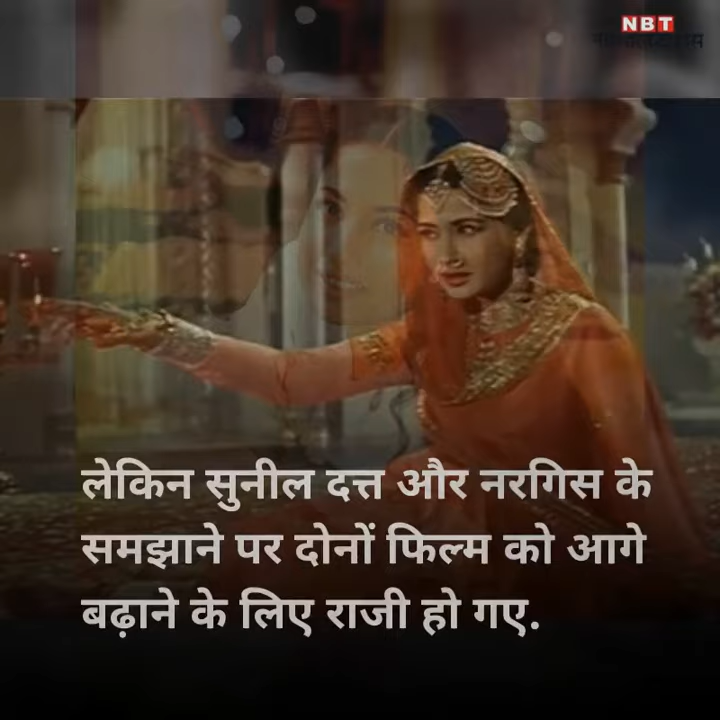 NBT
लेकिन सुनील दत्त और नरगिस के
समझाने पर दोनों फिल्म को आगे
बढ़ाने के लिए राजी हो गए.